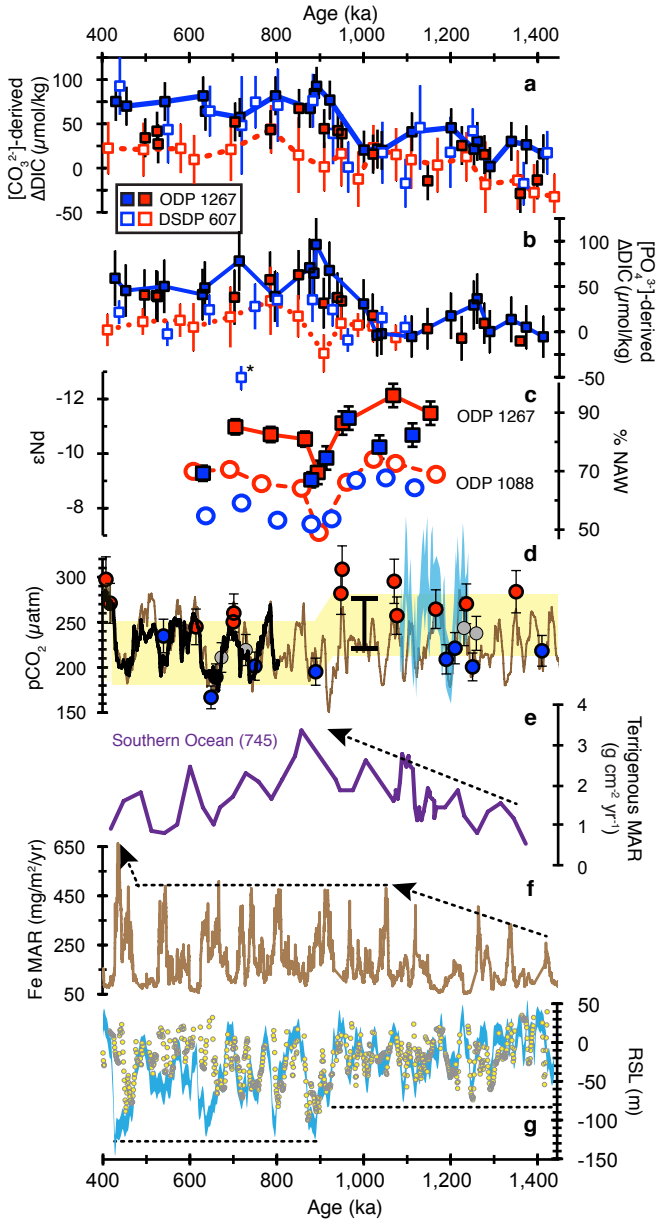 Age (ka)
400 600 800 1,000 1,200 1,400
[CO₃²⁻]-derived
ΔDIC (μmol/kg)
100
50
0
-50
a
ODP 1267
DSDP 607
b
[PO₄³⁻]-derived
ΔDIC (μmol/kg)
100
50
0
-50
*
c
εNd
-12
-10
-8
ODP 1267
ODP 1088
% NAW
90
70
50
d
pCO₂ (μatm)
300
250
200
150
e
Southern Ocean (745)
Terrigenous MAR
(g cm⁻² yr⁻¹)
4
3
2
1
0
f
Fe MAR (mg/m²/yr)
650
450
250
50
g
RSL (m)
50
0
-50
-100
-150
400 600 800 1,000 1,200 1,400
Age (ka)